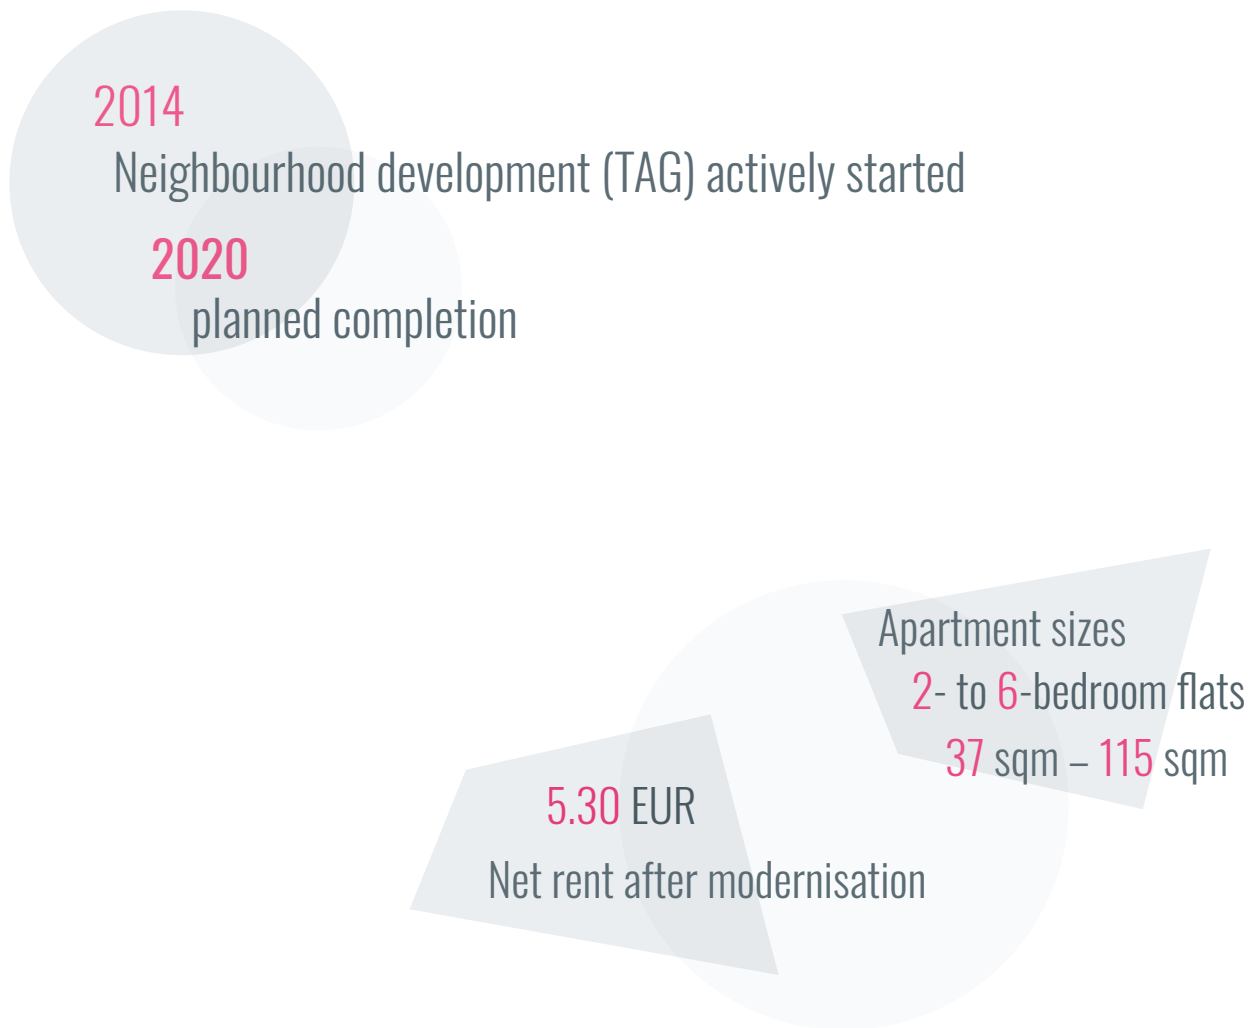 2014
Neighbourhood development (TAG) actively started
2020
planned completion
Apartment sizes
2- to 6-bedroom flats
37 sqm – 115 sqm
5.30 EUR
Net rent after modernisation